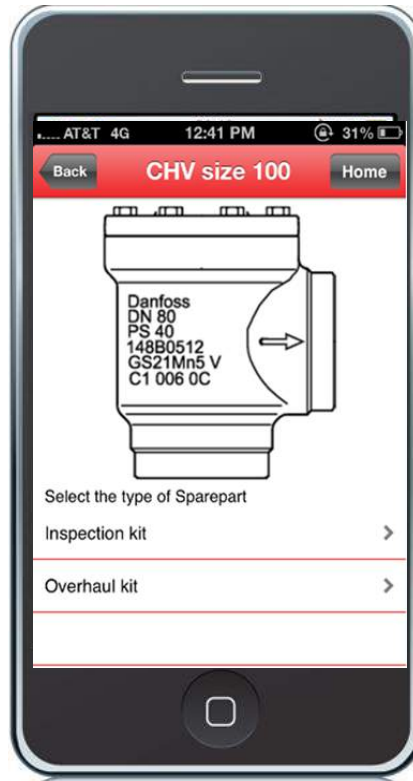 AT&T 4G 12:41 PM 31%
Back CHV size 100 Home
Danfoss
DN 80
PS 40
148B0512
GS21Mn5 V
C1 006 0C
Select the type of Sparepart
Inspection kit
Overhaul kit